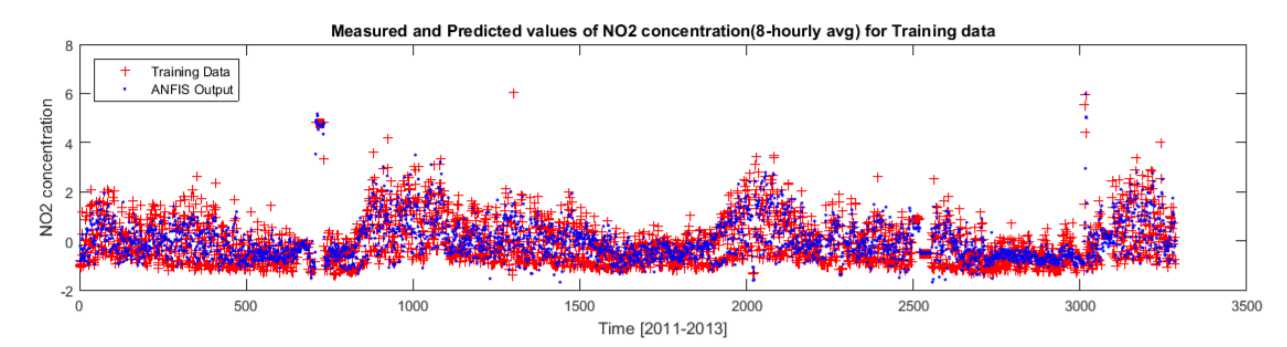 Measured and Predicted values of NO2 concentration(8-hourly avg) for Training data
8
6
4
2
0
-2
NO2 concentration
Training Data
ANFIS Output
0
500
1000
1500
2000
2500
3000
3500
Time [2011-2013]